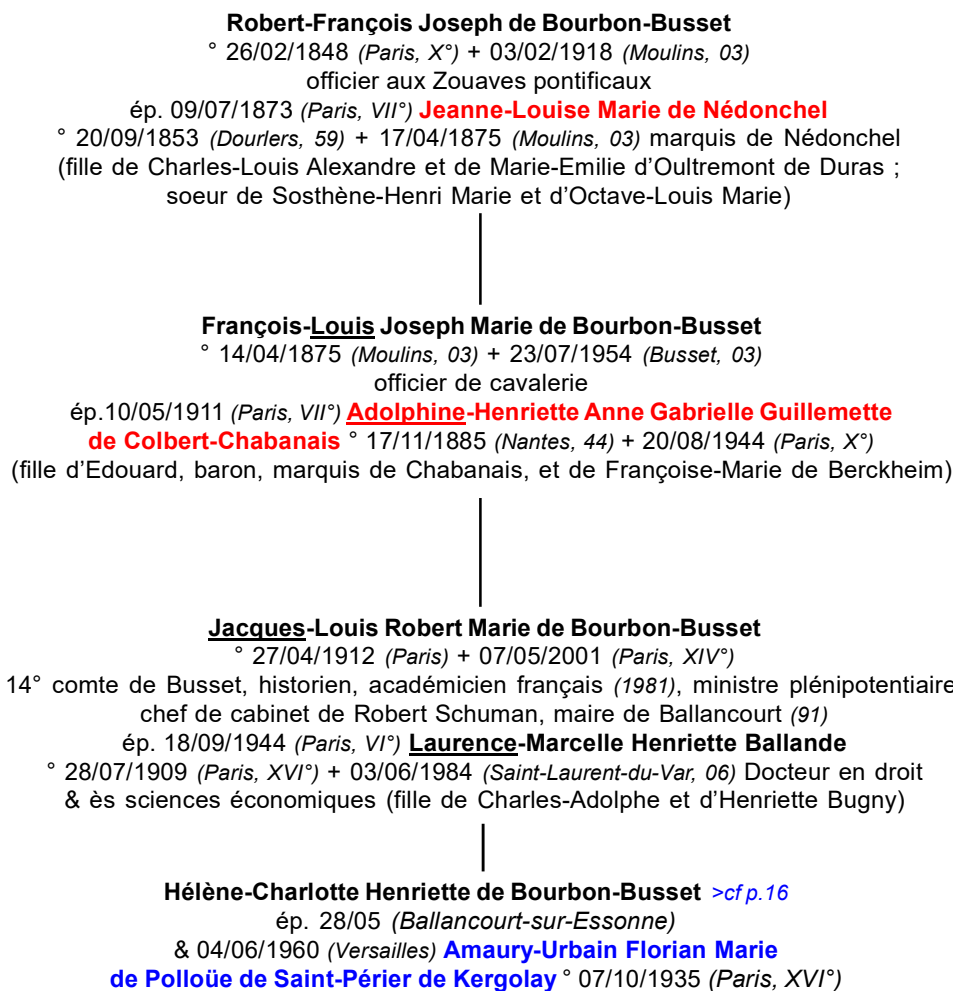 Robert-François Joseph de Bourbon-Busset
° 26/02/1848 (Paris, X°) + 03/02/1918 (Moulins, 03)
officier aux Zouaves pontificaux
ép. 09/07/1873 (Paris, VII°) Jeanne-Louise Marie de Nédonchel
° 20/09/1853 (Dourlers, 59) + 17/04/1875 (Moulins, 03) marquis de Nédonchel
(fille de Charles-Louis Alexandre et de Marie-Emilie d'Oultremont de Duras ;
soeur de Sosthène-Henri Marie et d'Octave-Louis Marie)
François-Louis Joseph Marie de Bourbon-Busset
° 14/04/1875 (Moulins, 03) + 23/07/1954 (Busset, 03)
officier de cavalerie
ép.10/05/1911 (Paris, VII°) Adolphine-Henriette Anne Gabrielle Guillemette
de Colbert-Chabanais ° 17/11/1885 (Nantes, 44) + 20/08/1944 (Paris, X°)
(fille d'Edouard, baron, marquis de Chabanais, et de Françoise-Marie de Berckheim)
Jacques-Louis Robert Marie de Bourbon-Busset
° 27/04/1912 (Paris) + 07/05/2001 (Paris, XIV°)
14° comte de Busset, historien, académicien français (1981), ministre plénipotentiaire
chef de cabinet de Robert Schuman, maire de Ballancourt (91)
ép. 18/09/1944 (Paris, VI°) Laurence-Marcelle Henriette Ballande
° 28/07/1909 (Paris, XVI°) + 03/06/1984 (Saint-Laurent-du-Var, 06) Docteur en droit
& ès sciences économiques (fille de Charles-Adolphe et d'Henriette Bugny)
Hélène-Charlotte Henriette de Bourbon-Busset >cf p.16
ép. 28/05 (Ballancourt-sur-Essonne)
& 04/06/1960 (Versailles) Amaury-Urbain Florian Marie
de Polloüe de Saint-Périer de Kergolay ° 07/10/1935 (Paris, XVI°)